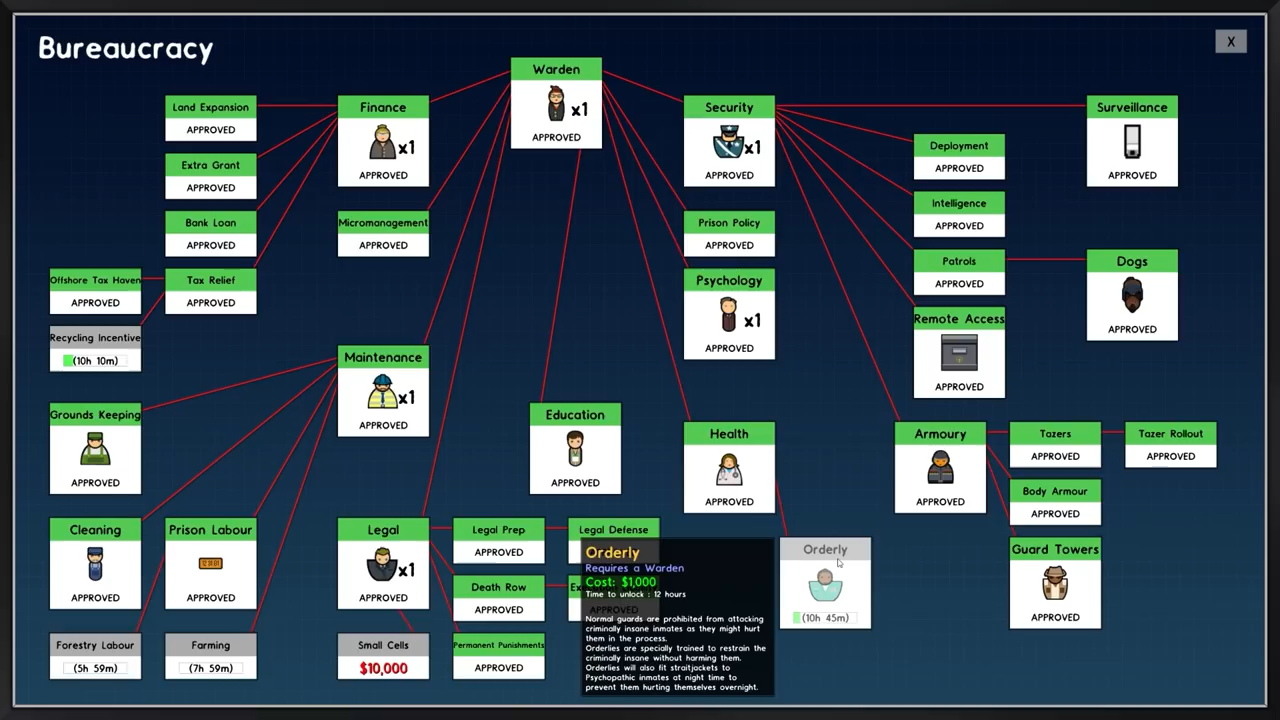 Bureaucracy
X
Warden
x1
APPROVED
Land Expansion
APPROVED
Finance
x1
APPROVED
Security
x1
APPROVED
Surveillance
APPROVED
Deployment
APPROVED
Extra Grant
APPROVED
Intelligence
APPROVED
Bank Loan
APPROVED
Micromanagement
APPROVED
Prison Policy
APPROVED
Patrols
APPROVED
Dogs
APPROVED
Offshore Tax Haven
APPROVED
Tax Relief
APPROVED
Psychology
x1
APPROVED
Remote Access
APPROVED
Recycling Incentive
(10h 10m)
Maintenance
x1
APPROVED
Grounds Keeping
APPROVED
Education
APPROVED
Health
APPROVED
Armoury
APPROVED
Tazers
APPROVED
Tazer Rollout
APPROVED
Body Armour
APPROVED
Cleaning
APPROVED
Prison Labour
APPROVED
Legal
x1
APPROVED
Legal Prep
APPROVED
Legal Defense
Death Row
APPROVED
Orderly
Requires a Warden
Cost: $1,000
Time to unlock : 12 hours
Normal guards are prohibited from attacking
criminally insane inmates as they might hurt
them in the process.
Orderlies are specially trained to restrain the
criminally insane without harming them.
Orderlies will also fit straitjackets to
Psychopathic inmates at night time to
prevent them hurting themselves overnight.
Orderly
(10h 45m)
Guard Towers
APPROVED
Forestry Labour
(5h 59m)
Farming
(7h 59m)
Small Cells
$10,000
Permanent Punishments
APPROVED